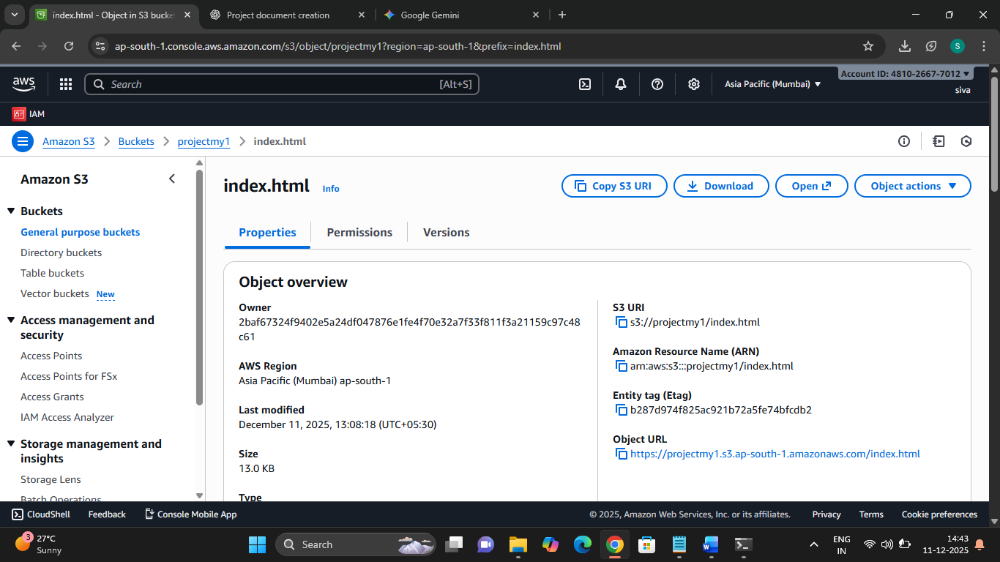 index.html - Object in S3 bucke
Project document creation
Google Gemini
ap-south-1.console.aws.amazon.com/s3/object/projectmy1?region=ap-south-1&prefix=index.html
S
aws
Search
[Alt+S]
Asia Pacific (Mumbai)
Account ID: 4810-2667-7012
siva
IAM
Amazon S3
Buckets
projectmy1
index.html
Amazon S3
Buckets
General purpose buckets
Directory buckets
Table buckets
Vector buckets New
Access management and
security
Access Points
Access Points for FSx
Access Grants
IAM Access Analyzer
Storage management and
insights
Storage Lens
Batch Operations
index.html Info
Copy S3 URI
Download
Open
Object actions
Properties
Permissions
Versions
Object overview
Owner
2baf67324f9402e5a24df047876e1fe4f70e32a7f33f811f3a21159c97c48
c61
AWS Region
Asia Pacific (Mumbai) ap-south-1
Last modified
December 11, 2025, 13:08:18 (UTC+05:30)
Size
13.0 KB
Type
S3 URI
s3://projectmy1/index.html
Amazon Resource Name (ARN)
arn:aws:s3:::projectmy1/index.html
Entity tag (Etag)
b287d974f825ac921b72a5fe74bfcdb2
Object URL
https://projectmy1.s3.ap-south-1.amazonaws.com/index.html
CloudShell
Feedback
Console Mobile App
© 2025, Amazon Web Services, Inc. or its affiliates.
Privacy
Terms
Cookie preferences
3
27°C
Sunny
Search
ENG
IN
14:43
11-12-2025